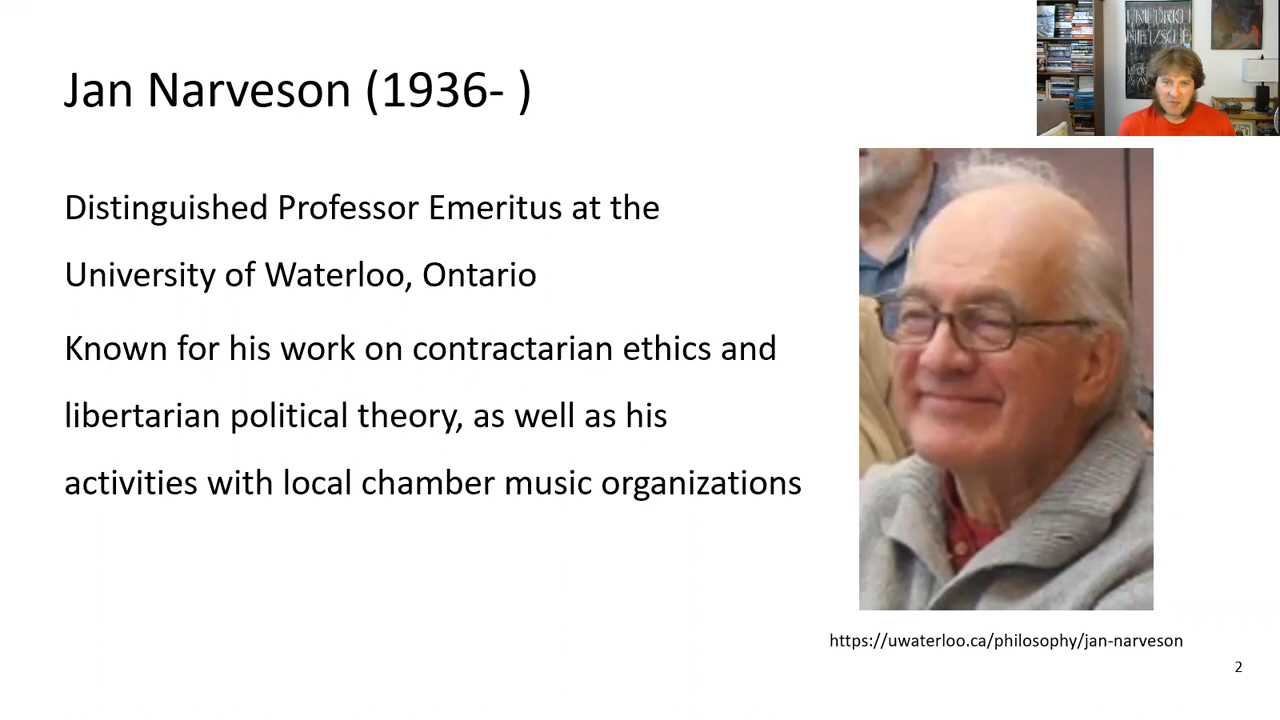 Jan Narveson (1936- )
Distinguished Professor Emeritus at the
University of Waterloo, Ontario
Known for his work on contractarian ethics and
libertarian political theory, as well as his
activities with local chamber music organizations
https://uwaterloo.ca/philosophy/jan-narveson
2
NIETZSCHE